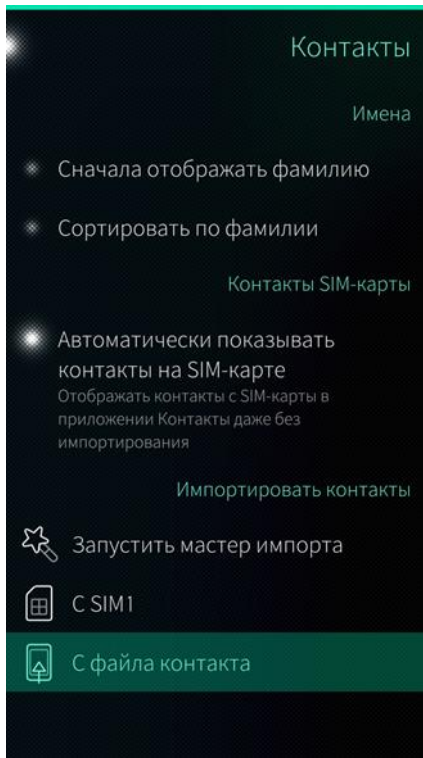 Контакты
Имена
Сначала отображать фамилию
Сортировать по фамилии
Контакты SIM-карты
Автоматически показывать
контакты на SIM-карте
Отображать контакты с SIM-карты в
приложении Контакты даже без
импортирования
Импортировать контакты
Запустить мастер импорта
С SIM1
С файла контакта